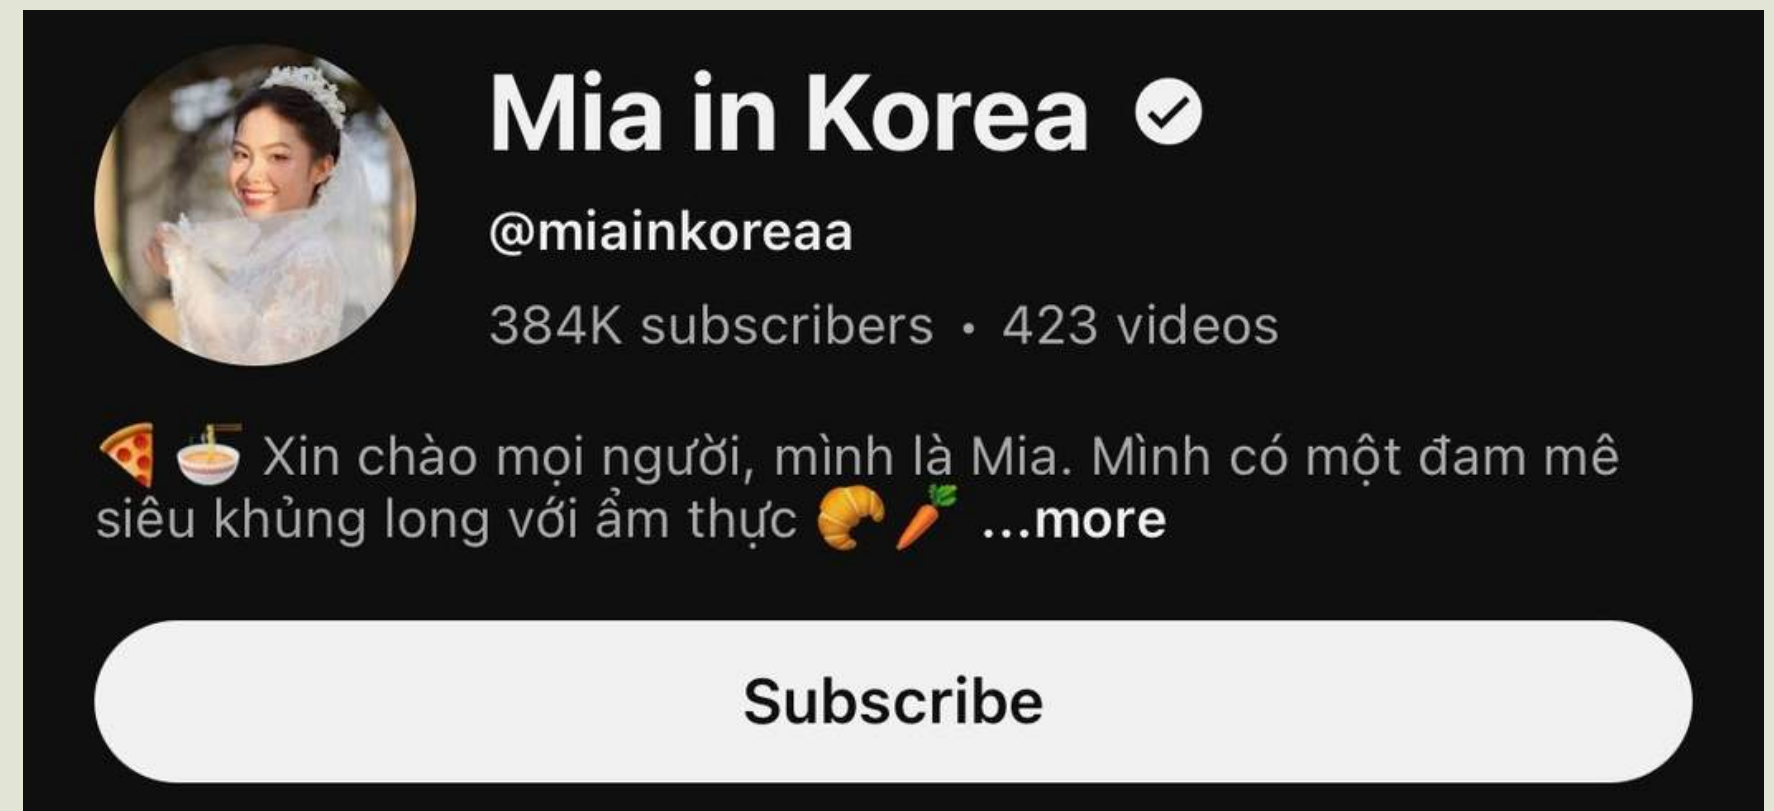 Mia in Korea
@miainkoreaa
384K subscribers • 423 videos
🍕🍜 Xin chào mọi người, mình là Mia. Mình có một đam mê
siêu khủng long với ẩm thực 🥐🥕 ...more
Subscribe